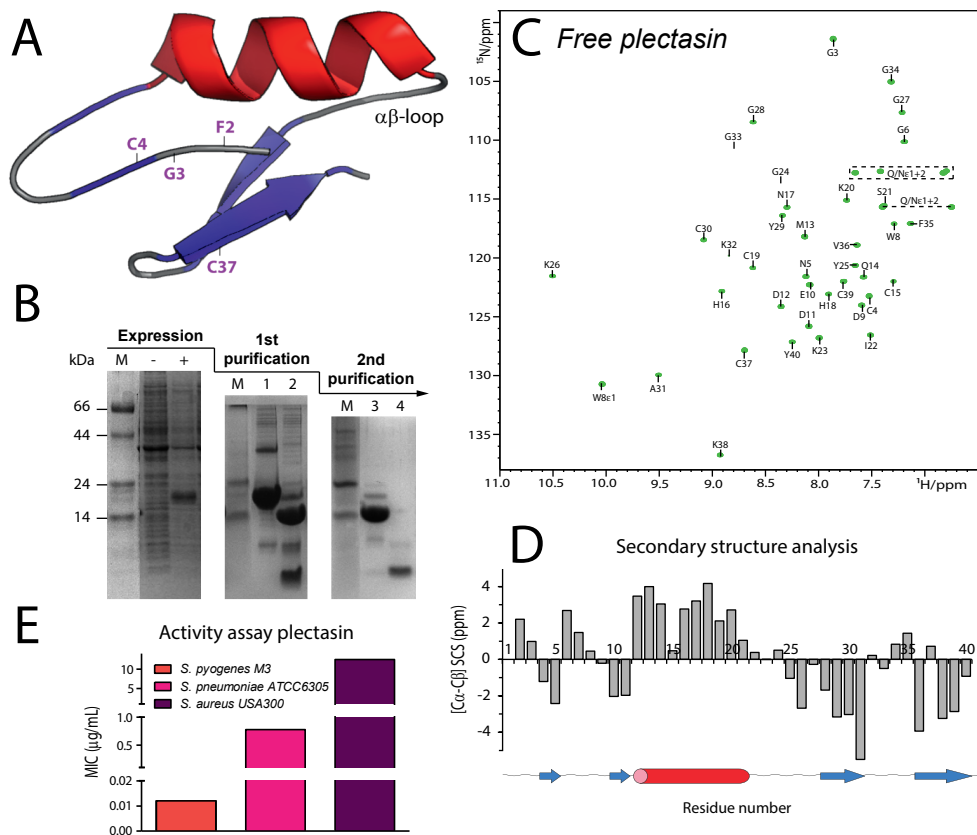 A
αβ-loop
F2
C4
G3
C37
B
Expression
1st
purification
2nd
purification
kDa
M - +
M 1 2
M 3 4
66
44
24
14
C Free plectasin
15N/ppm
105
110
115
120
125
130
135
11.0 10.5 10.0 9.5 9.0 8.5 8.0 7.5
1H/ppm
G3
G34
G27
G28
G6
G33
Q/Nε1+2
G24
K20
S21
Q/Nε1+2
N17
Y29
F35
W8
M13
C30
V36
K32
C19
Y25
Q14
K26
N5
C39
C15
E10
H16
D12
H18
C4
D9
D11
I22
Y40
K23
C37
A31
W8ε1
K38
D
Secondary structure analysis
[Cα-Cβ] SCS (ppm)
4
2
0
-2
-4
1 5 10 15 20 25 30 35 40
Residue number
E
Activity assay plectasin
S. pyogenes M3
S. pneumoniae ATCC6305
S. aureus USA300
MIC (μg/mL)
10
5
1.0
0.5
0.02
0.01
0.00